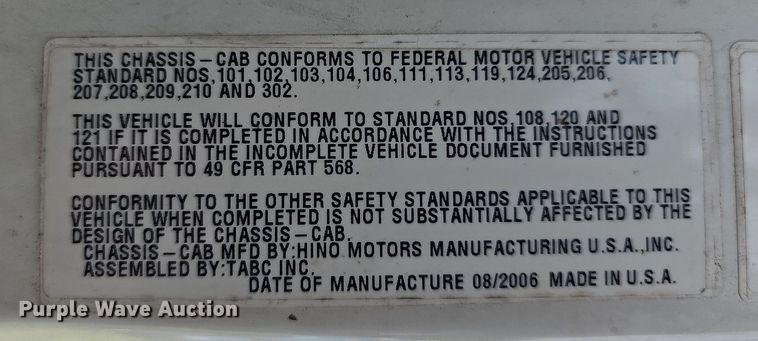 THIS CHASSIS-CAB CONFORMS TO FEDERAL MOTOR VEHICLE SAFETY
STANDARD NOS,101,102,103,104,106,111,113,119,124,205,206,
207,208,209,210 AND 302.
THIS VEHICLE WILL CONFORM TO STANDARD NOS,108,120 AND
121 IF IT IS COMPLETED IN ACCORDANCE WITH THE INSTRUCTIONS
CONTAINED IN THE INCOMPLETE VEHICLE DOCUMENT FURNISHED
PURSUANT TO 49 CFR PART 568.
CONFORMITY TO THE OTHER SAFETY STANDARDS APPLICABLE TO THIS
VEHICLE WHEN COMPLETED IS NOT SUBSTANTIALLY AFFECTED BY THE
DESIGN OF THE CHASSIS-CAB.
CHASSIS-CAB MFD BY:HINO MOTORS MANUFACTURING U.S.A.,INC.
ASSEMBLED BY:TABC INC.
DATE OF MANUFACTURE 08/2006 MADE IN U.S.A.
Purple Wave Auction